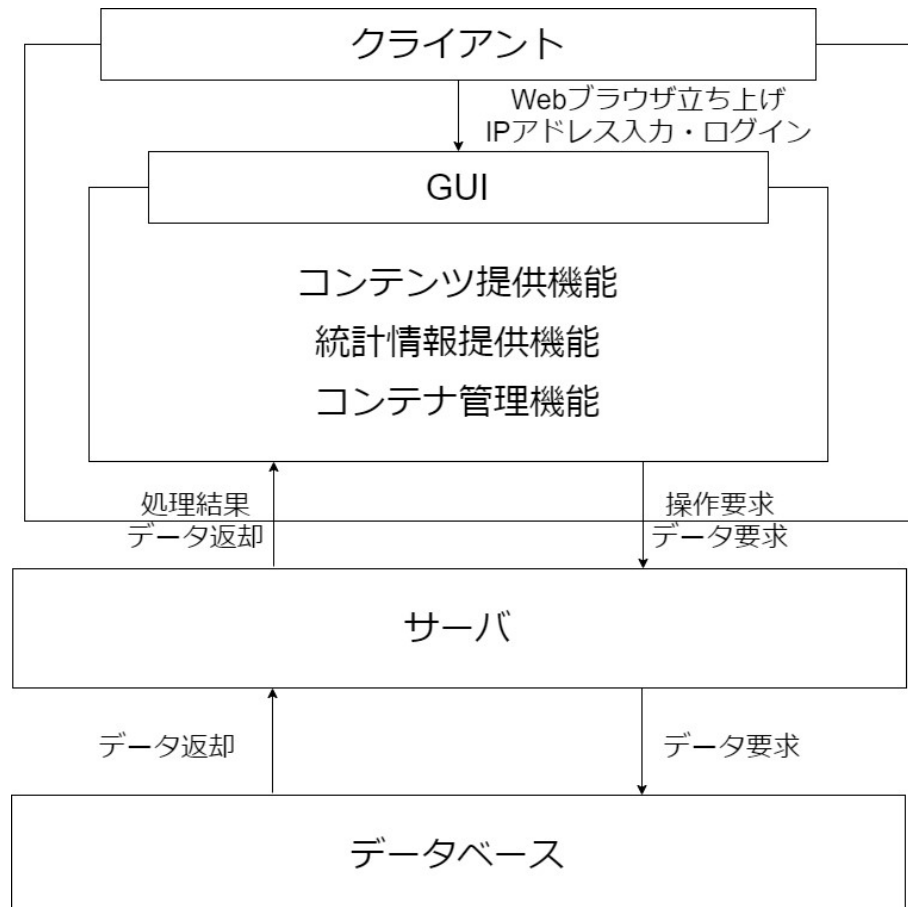 クライアント
Webブラウザ立ち上げ
IPアドレス入力・ログイン
GUI
コンテンツ提供機能
統計情報提供機能
コンテナ管理機能
処理結果
データ返却
操作要求
データ要求
サーバ
データ返却
データ要求
データベース